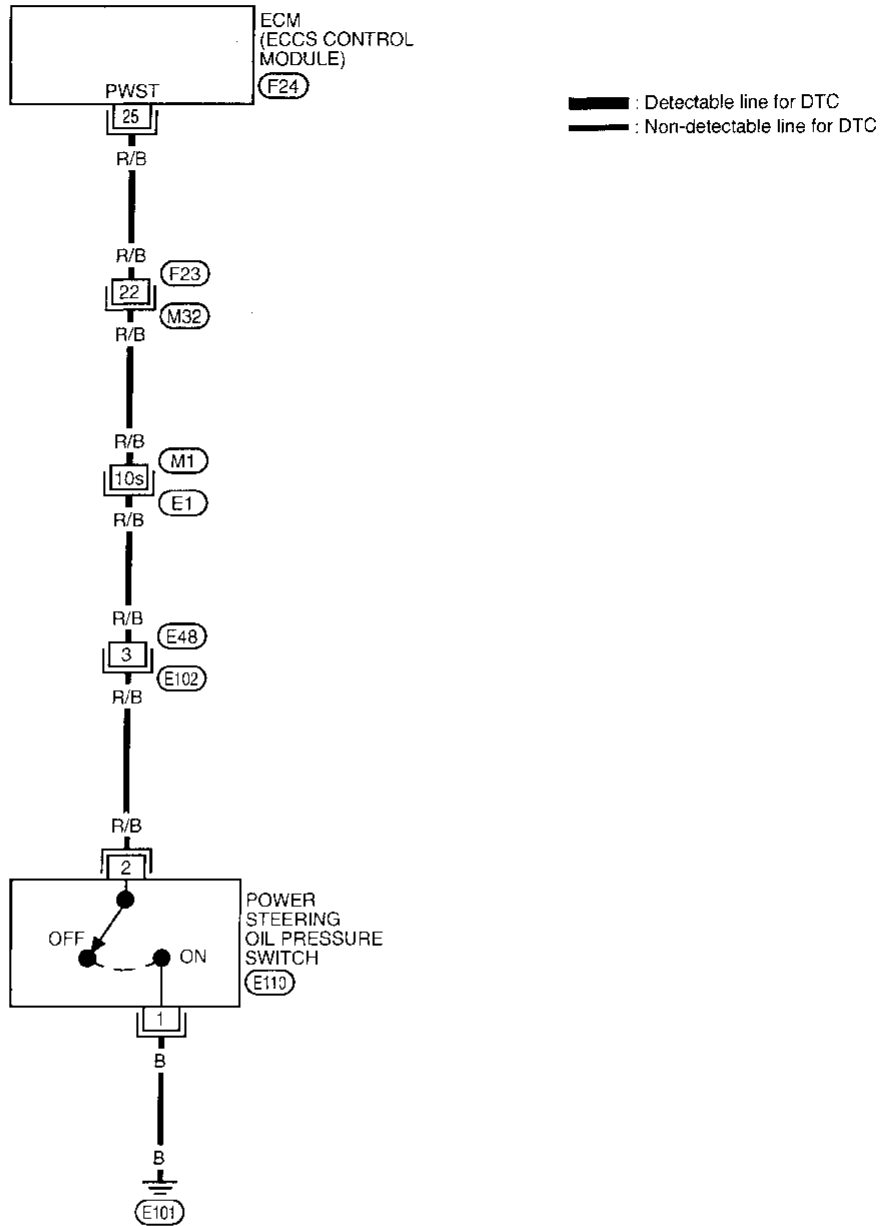 ECM
(ECCS CONTROL
MODULE)
F24
PWST
25
R/B
: Detectable line for DTC
: Non-detectable line for DTC
R/B
F23
22
M32
R/B
R/B
M1
10s
E1
R/B
R/B
E48
3
E102
R/B
R/B
2
POWER
STEERING
OIL PRESSURE
SWITCH
E110
OFF
ON
1
B
B
E101